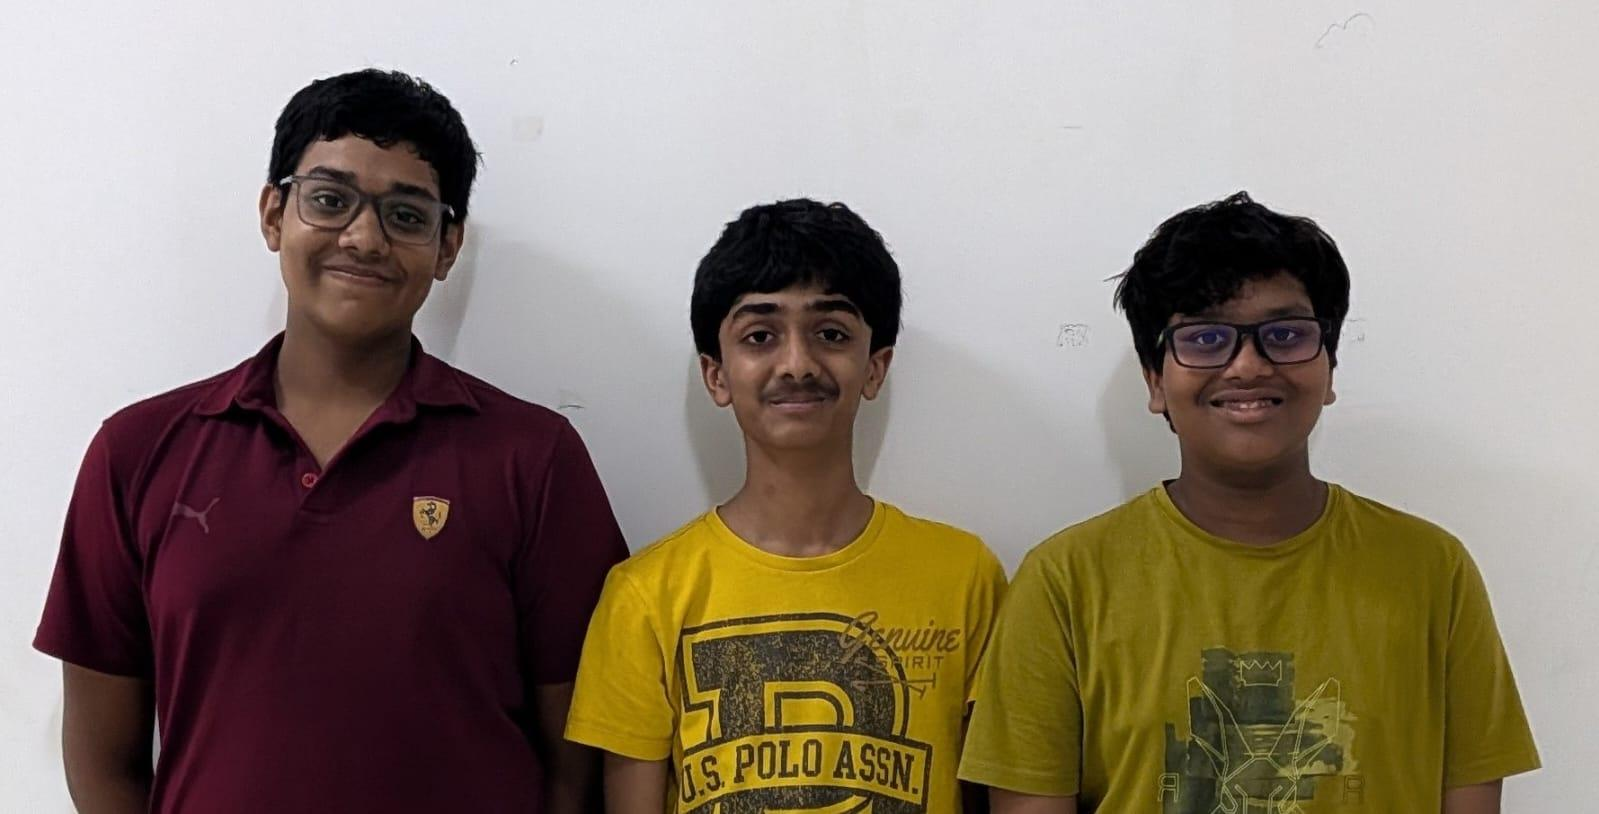 Genuine
SPIRIT
U.S. POLO ASSN.
R R